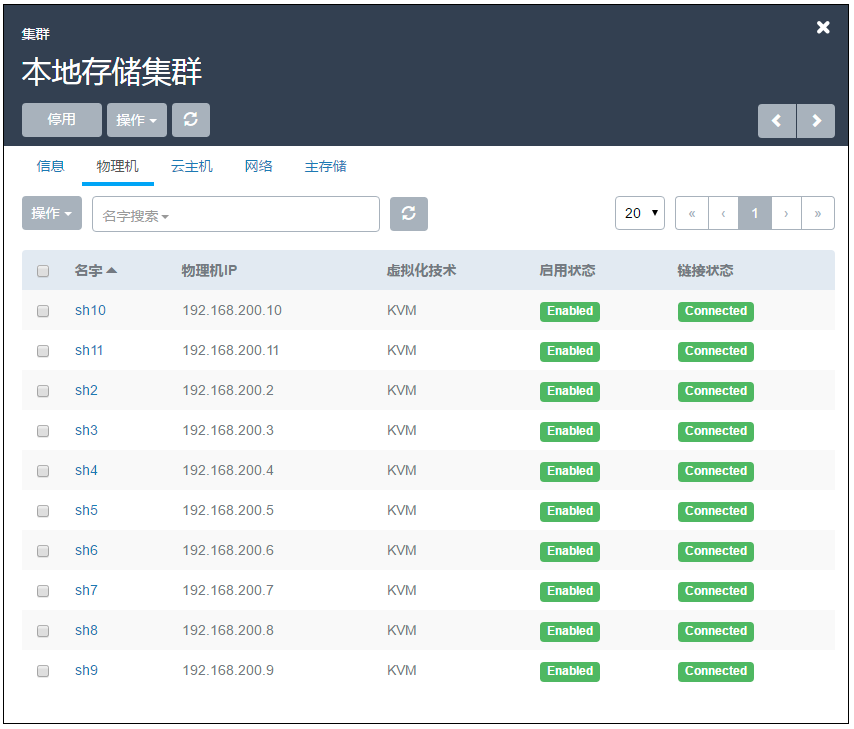 集群
本地存储集群
停用 操作
信息 物理机 云主机 网络 主存储
操作 名字搜索 20 « ‹ 1 › »
名字 物理机IP 虚拟化技术 启用状态 链接状态
sh10 192.168.200.10 KVM Enabled Connected
sh11 192.168.200.11 KVM Enabled Connected
sh2 192.168.200.2 KVM Enabled Connected
sh3 192.168.200.3 KVM Enabled Connected
sh4 192.168.200.4 KVM Enabled Connected
sh5 192.168.200.5 KVM Enabled Connected
sh6 192.168.200.6 KVM Enabled Connected
sh7 192.168.200.7 KVM Enabled Connected
sh8 192.168.200.8 KVM Enabled Connected
sh9 192.168.200.9 KVM Enabled Connected